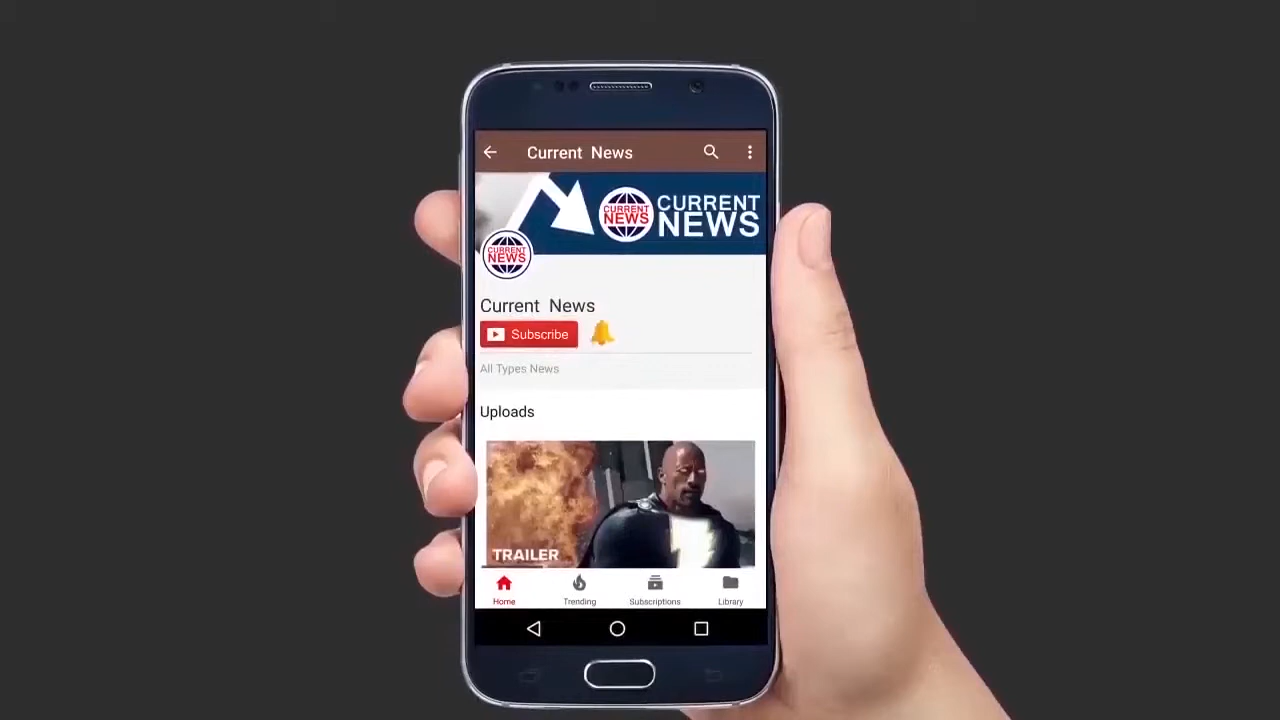 Current News
CURRENT
NEWS
CURRENT
NEWS
CURRENT
NEWS
Current News
Subscribe
All Types News
Uploads
TRAILER
Home
Trending
Subscriptions
Library